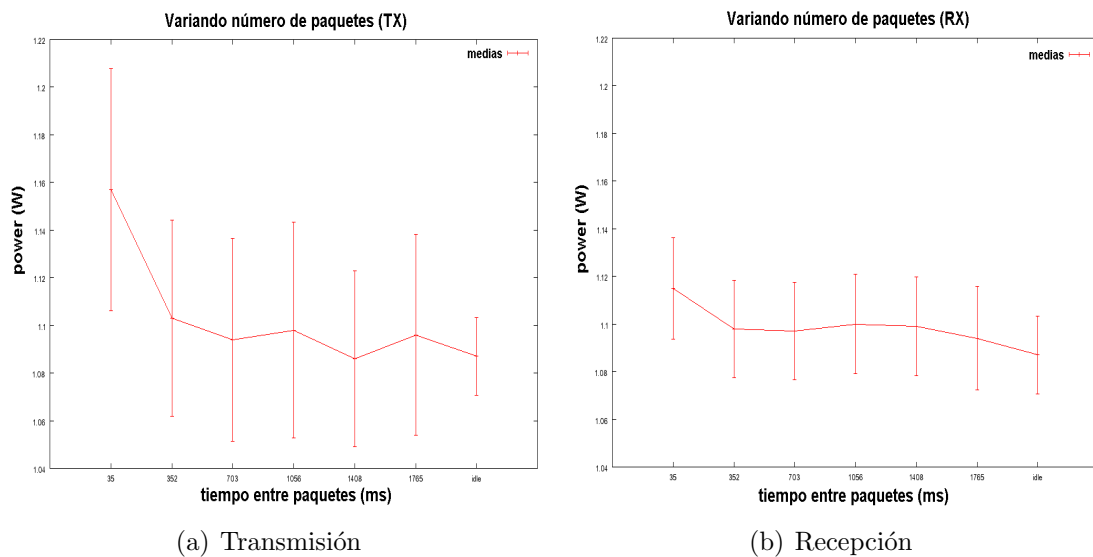 Variando número de paquetes (TX)
medias
1.22
1.2
1.18
1.16
1.14
1.12
1.1
1.08
1.06
1.04
power (W)
35 352 703 1056 1408 1765 idle
tiempo entre paquetes (ms)
(a) Transmisión
Variando número de paquetes (RX)
medias
1.22
1.2
1.18
1.16
1.14
1.12
1.1
1.08
1.06
1.04
power (W)
35 352 703 1056 1408 1765 idle
tiempo entre paquetes (ms)
(b) Recepción